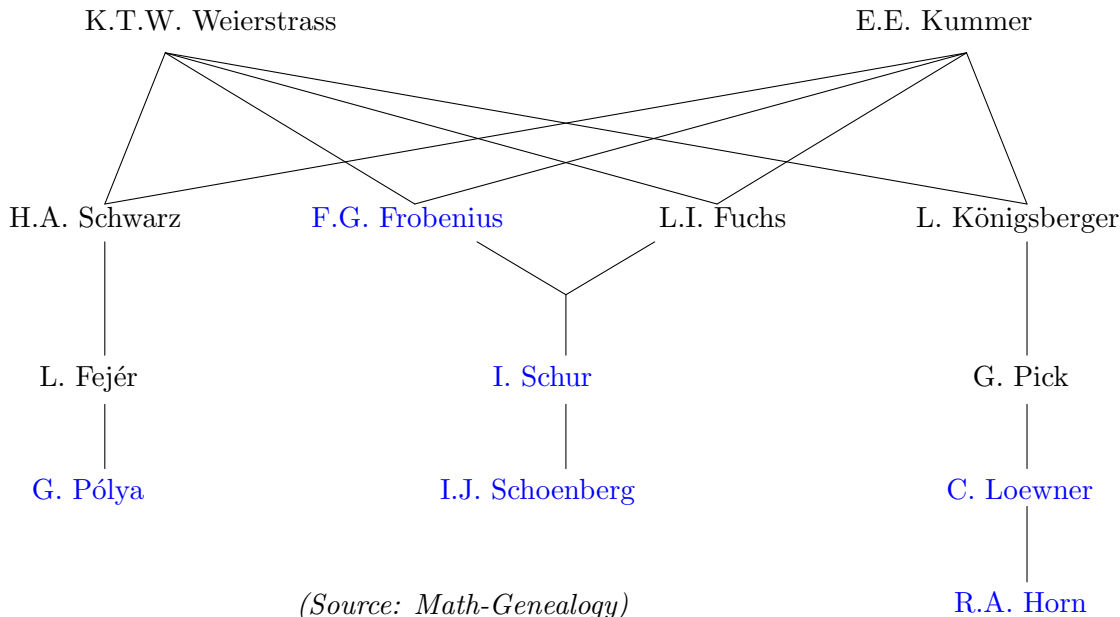 K.T.W. Weierstrass E.E. Kummer
H.A. Schwarz F.G. Frobenius L.I. Fuchs L. Königsberger
L. Fejér I. Schur G. Pick
G. Pólya I.J. Schoenberg C. Loewner
(Source: Math-Genealogy) R.A. Horn